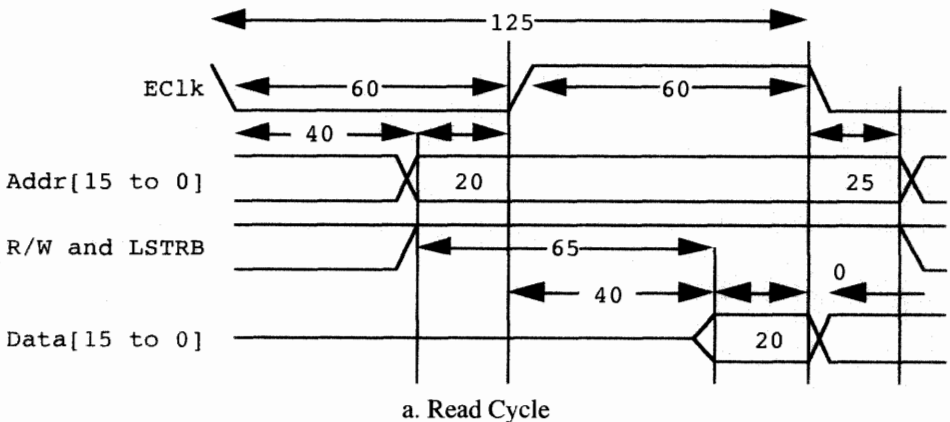 125
EClk 60 60
40
Addr[15 to 0] 20 25
R/W and LSTRB 65 0
40
Data[15 to 0] 20
a. Read Cycle